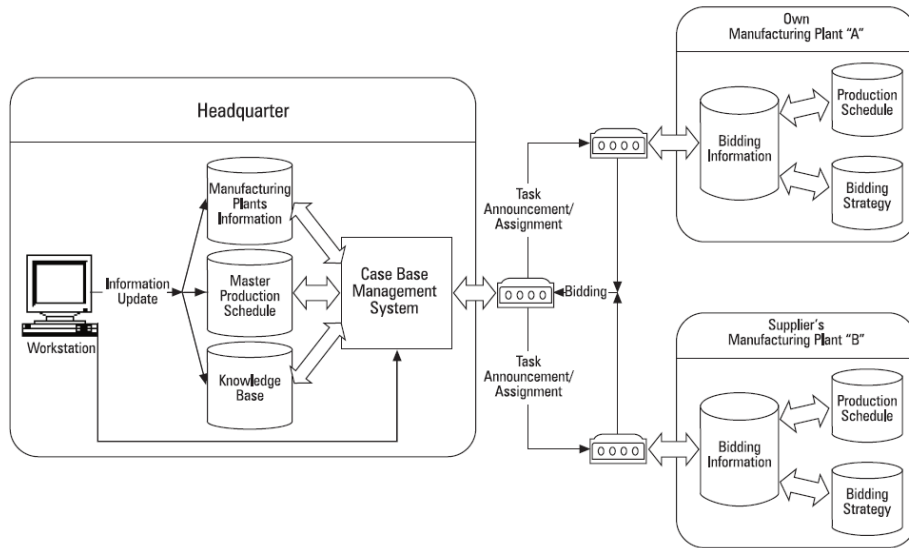 Headquarter
Manufacturing
Plants
Information
Master
Production
Schedule
Knowledge
Base
Information
Update
Workstation
Case Base
Management
System
Task
Announcement/
Assignment
Bidding
Task
Announcement/
Assignment
Own
Manufacturing Plant “A”
Bidding
Information
Production
Schedule
Bidding
Strategy
Supplier's
Manufacturing Plant “B”
Bidding
Information
Production
Schedule
Bidding
Strategy